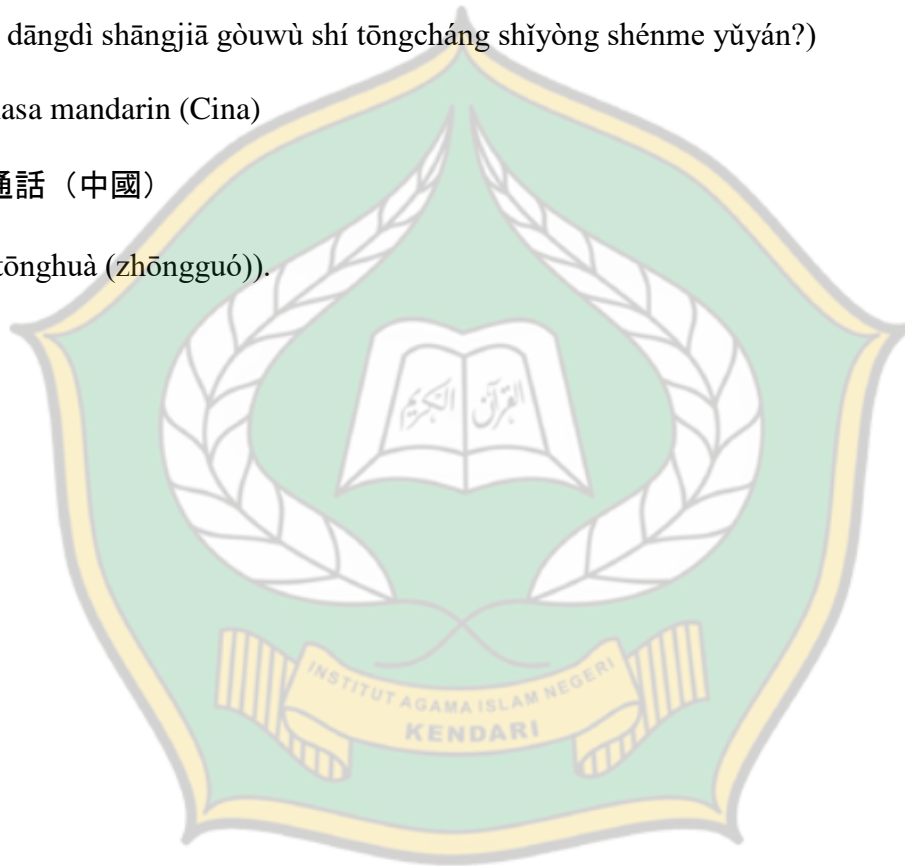 dāngdì shāngjiā gòuwù shí tōngcháng shǐyòng shénme yǔyán?)
asa mandarin (Cina)
通話（中國）
tōnghuà (zhōngguó)).
القرآن الكريم
INSTITUT AGAMA ISLAM NEGERI
KENDARI